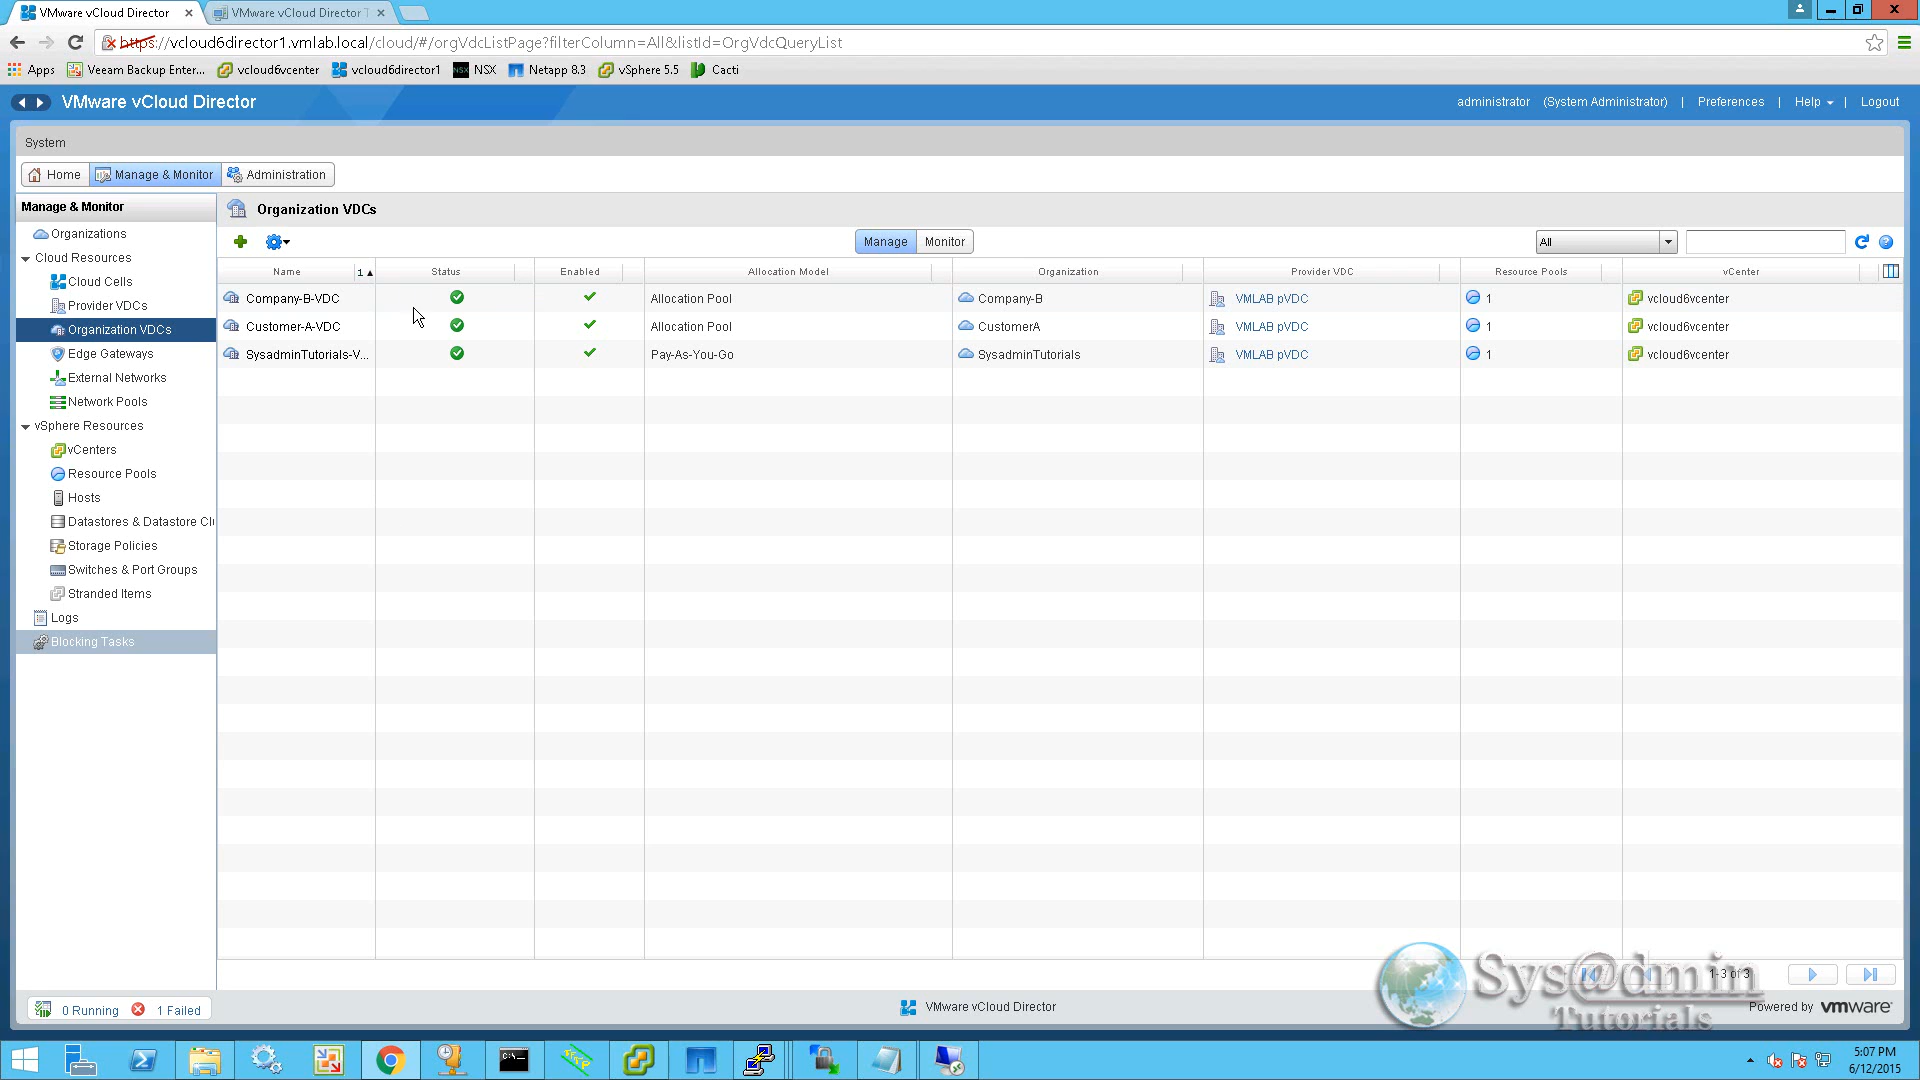 VMware vCloud Director
VMware vCloud Director T
https://vcloud6director1.vmlab.local/cloud/#/orgVdcListPage?filterColumn=All&listId=OrgVdcQueryList
Apps Veeam Backup Enter... vcloud6vcenter vcloud6director1 NSX NSX Netapp 8.3 vSphere 5.5 Cacti
VMware vCloud Director
administrator (System Administrator) | Preferences | Help | Logout
System
Home Manage & Monitor Administration
Manage & Monitor
Organizations
Cloud Resources
Cloud Cells
Provider VDCs
Organization VDCs
Edge Gateways
External Networks
Network Pools
vSphere Resources
vCenters
Resource Pools
Hosts
Datastores & Datastore Clu
Storage Policies
Switches & Port Groups
Stranded Items
Logs
Blocking Tasks
Organization VDCs
Manage Monitor All
Name 1 Status Enabled Allocation Model Organization Provider VDC Resource Pools vCenter
Company-B-VDC Allocation Pool Company-B VMLAB pVDC 1 vcloud6vcenter
Customer-A-VDC Allocation Pool CustomerA VMLAB pVDC 1 vcloud6vcenter
SysadminTutorials-V... Pay-As-You-Go SysadminTutorials VMLAB pVDC 1 vcloud6vcenter
1-3 of 3
Sys@dmin
Tutorials
0 Running 1 Failed
VMware vCloud Director
Powered by vmware
C:\_
5:07 PM
6/12/2015